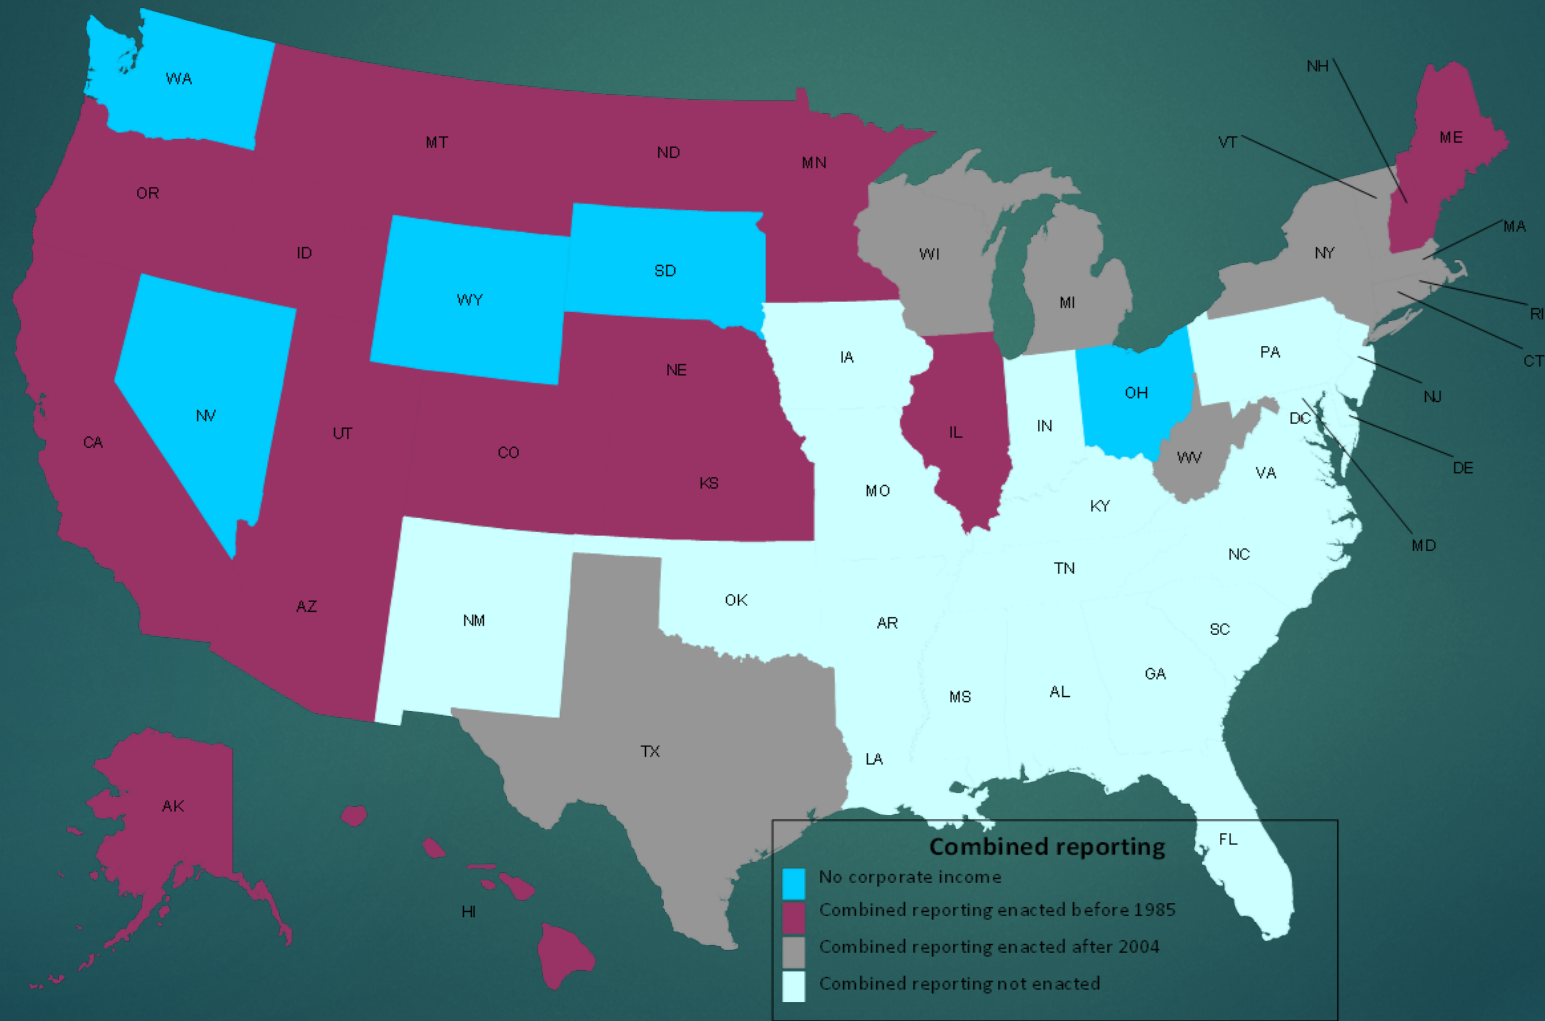 NH
WA
ME
VT
MT
ND
MN
OR
MA
ID
WI
NY
SD
WY
MI
RI
IA
PA
CT
NE
OH
NJ
NV
DC
IN
UT
IL
CA
CO
WV
DE
VA
KS
MO
KY
MD
NC
TN
OK
AZ
NM
AR
SC
GA
MS
AL
TX
LA
AK
FL
HI
Combined reporting
No corporate income
Combined reporting enacted before 1985
Combined reporting enacted after 2004
Combined reporting not enacted